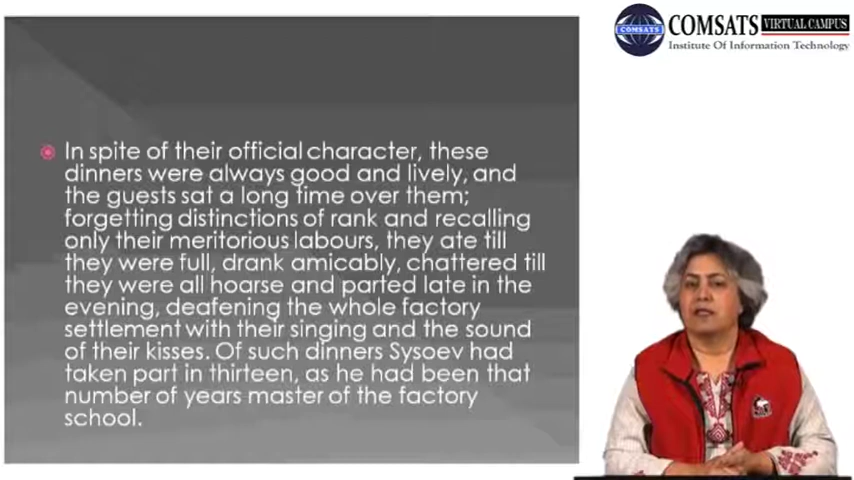 COMSATS VIRTUAL CAMPUS
COMSATS
Institute Of Information Technology
In spite of their official character, these
dinners were always good and lively, and
the guests sat a long time over them;
forgetting distinctions of rank and recalling
only their meritorious labours, they ate till
they were full, drank amicably, chattered till
they were all hoarse and parted late in the
evening, deafening the whole factory
settlement with their singing and the sound
of their kisses. Of such dinners Sysoev had
taken part in thirteen, as he had been that
number of years master of the factory
school.